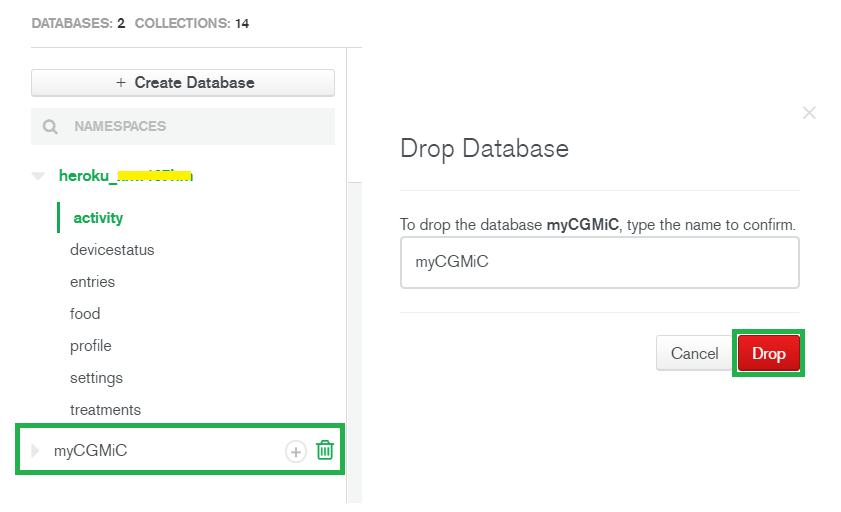 DATABASES: 2 COLLECTIONS: 14
+ Create Database
NAMESPACES
heroku_
activity
devicestatus
entries
food
profile
settings
treatments
myCGMiC
Drop Database
To drop the database myCGMiC, type the name to confirm.
myCGMiC
Cancel Drop